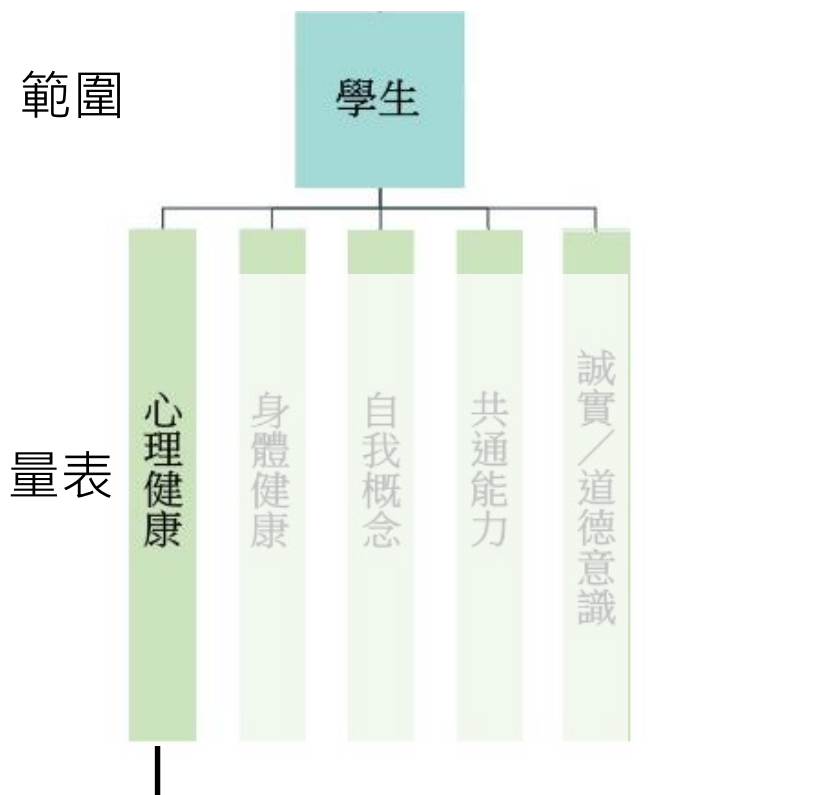 範圍
學生
量表
心理健康
身體健康
自我概念
共通能力
誠實／道德意識